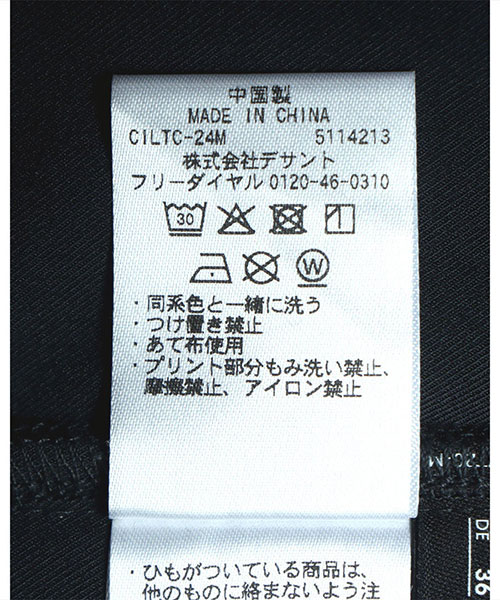 中国製
MADE IN CHINA
CILTC-24M 5114213
株式会社デサント
フリーダイヤル 0120-46-0310
30
W
・同系色と一緒に洗う
・つけ置き禁止
・あて布使用
・プリント部分もみ洗い禁止、
摩擦禁止、アイロン禁止
DE 36
・ひもがついている商品は、
他のものに絡まないよう注